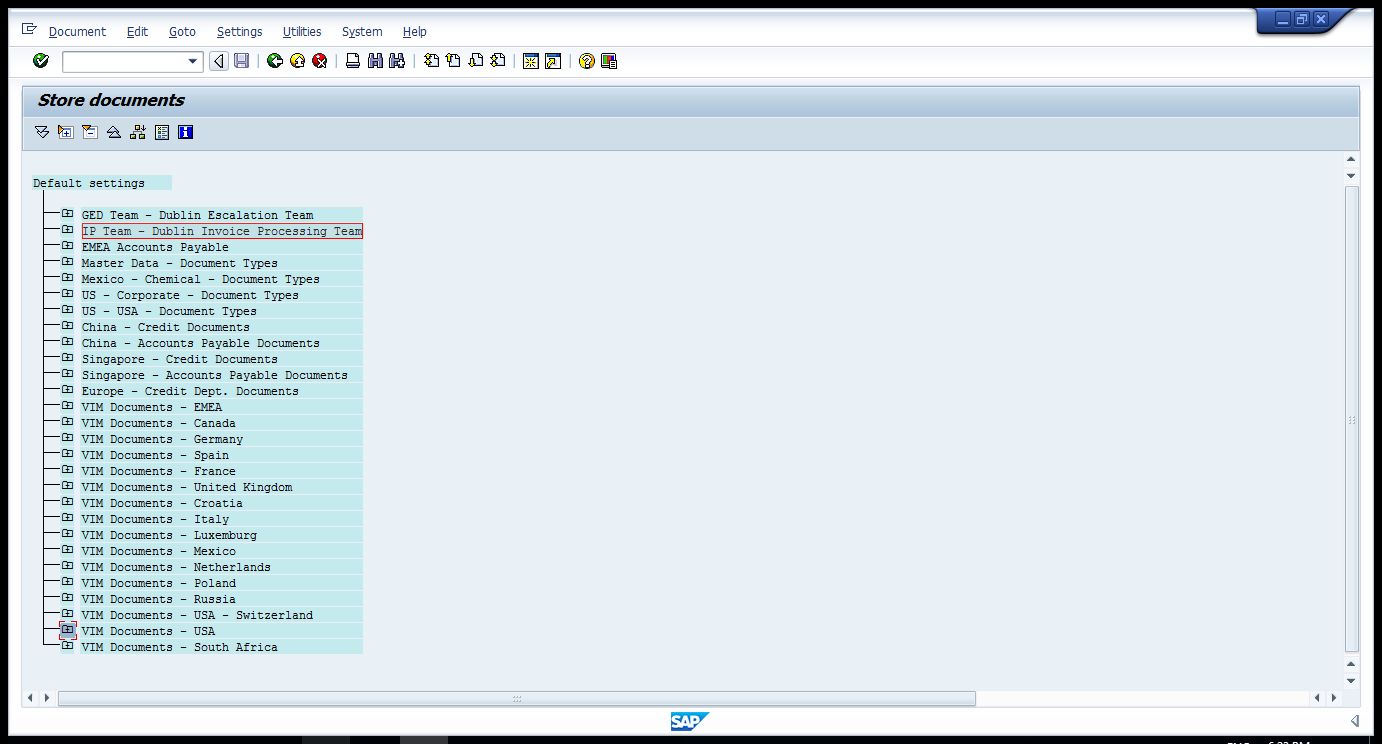 Document Edit Goto Settings Utilities System Help
Store documents
Default settings
GED Team - Dublin Escalation Team
IP Team - Dublin Invoice Processing Team
EMEA Accounts Payable
Master Data - Document Types
Mexico - Chemical - Document Types
US - Corporate - Document Types
US - USA - Document Types
China - Credit Documents
China - Accounts Payable Documents
Singapore - Credit Documents
Singapore - Accounts Payable Documents
Europe - Credit Dept. Documents
VIM Documents - EMEA
VIM Documents - Canada
VIM Documents - Germany
VIM Documents - Spain
VIM Documents - France
VIM Documents - United Kingdom
VIM Documents - Croatia
VIM Documents - Italy
VIM Documents - Luxemburg
VIM Documents - Mexico
VIM Documents - Netherlands
VIM Documents - Poland
VIM Documents - Russia
VIM Documents - USA - Switzerland
VIM Documents - USA
VIM Documents - South Africa
SAP